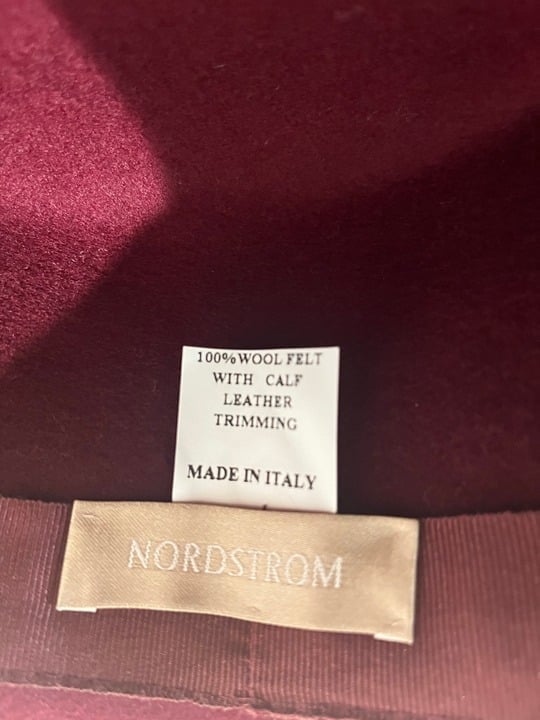 100% WOOL FELT
WITH CALF
LEATHER
TRIMMING
MADE IN ITALY
NORDSTROM